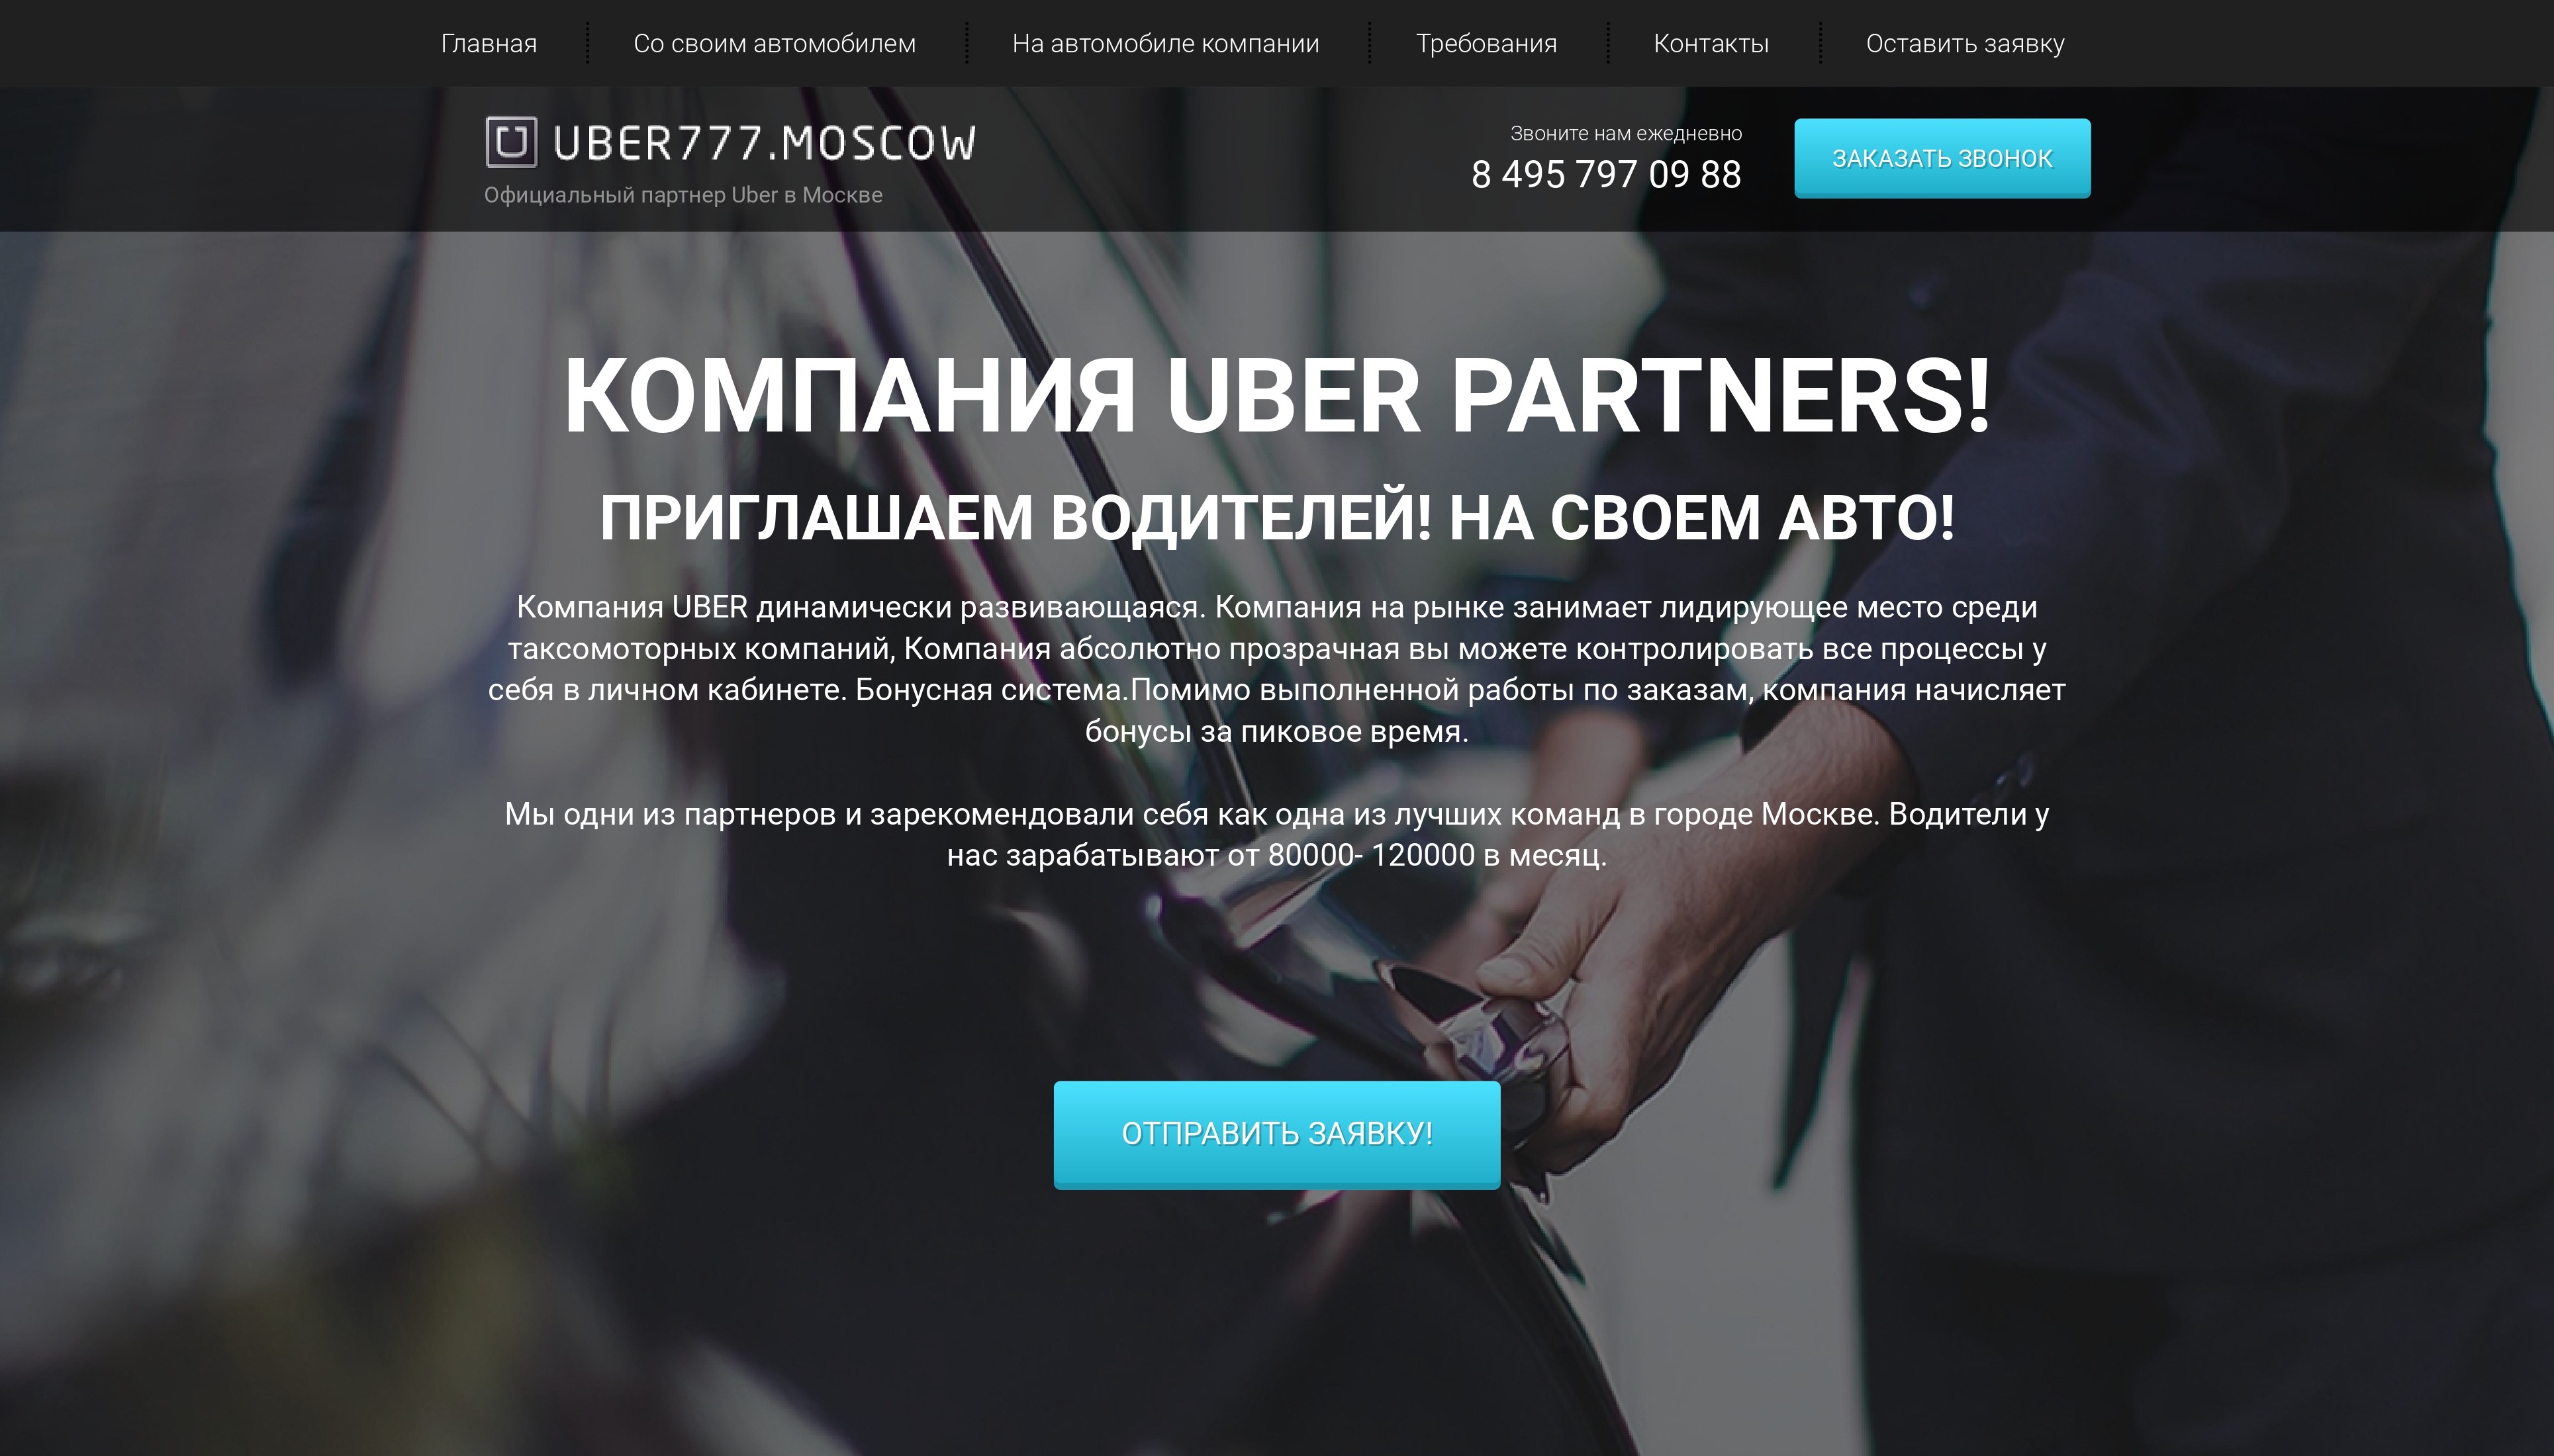 Главная
Со своим автомобилем
На автомобиле компании
Требования
Контакты
Оставить заявку
UBER777.MOSCOW
Официальный партнер Uber в Москве
Звоните нам ежедневно
8 495 797 09 88
ЗАКАЗАТЬ ЗВОНОК
КОМПАНИЯ UBER PARTNERS!
ПРИГЛАШАЕМ ВОДИТЕЛЕЙ! НА СВОЕМ АВТО!
Компания UBER динамически развивающаяся. Компания на рынке занимает лидирующее место среди
таксомоторных компаний, Компания абсолютно прозрачная вы можете контролировать все процессы у
себя в личном кабинете. Бонусная система.Помимо выполненной работы по заказам, компания начисляет
бонусы за пиковое время.
Мы одни из партнеров и зарекомендовали себя как одна из лучших команд в городе Москве. Водители у
нас зарабатывают от 80000- 120000 в месяц.
ОТПРАВИТЬ ЗАЯВКУ!